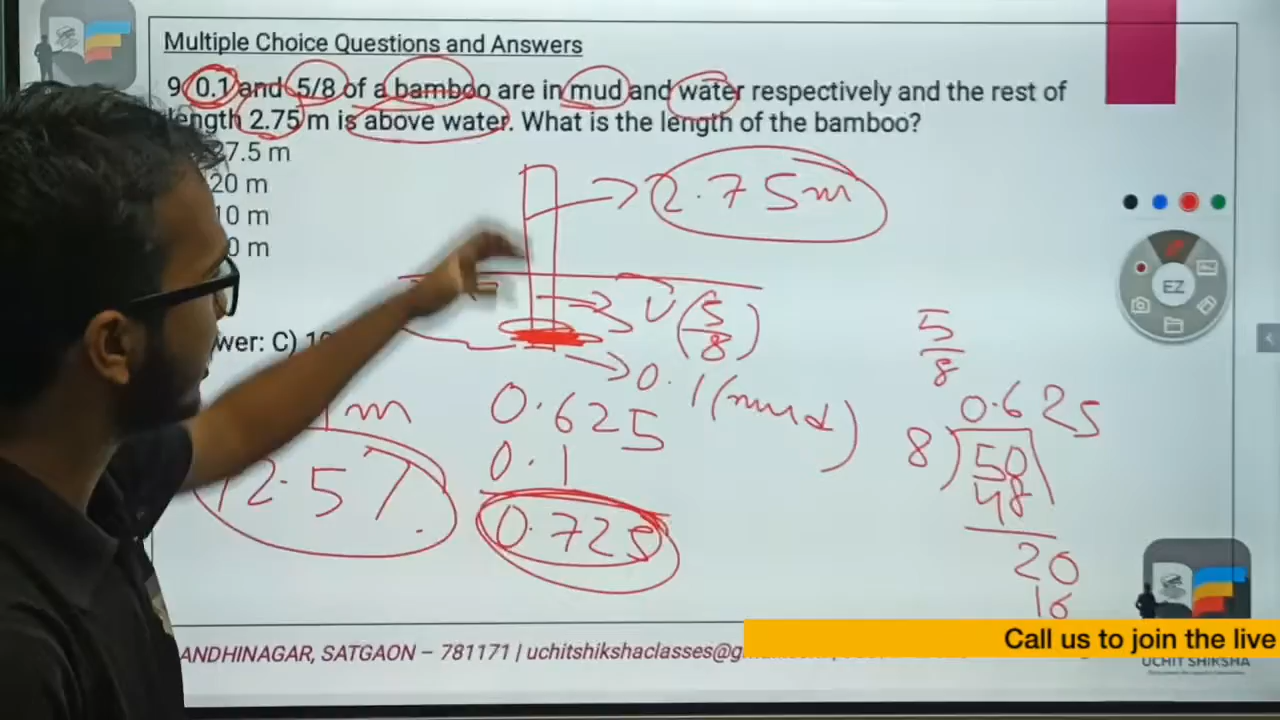 Multiple Choice Questions and Answers
9 0.1 and 5/8 of a bamboo are in mud and water respectively and the rest of
length 2.75 m is above water. What is the length of the bamboo?
27.5 m
20 m
10 m
0 m
2.75m
5/8
0.1(mud)
wer: C) 10
m
0.625
0.1
0.725
12.5%
5/8
0.625
8)50
48
20
16
EZ
ANDHINAGAR, SATGAON – 781171 | uchitshikshaclasses@g
Call us to join the live
UCHIT SHIKSHA